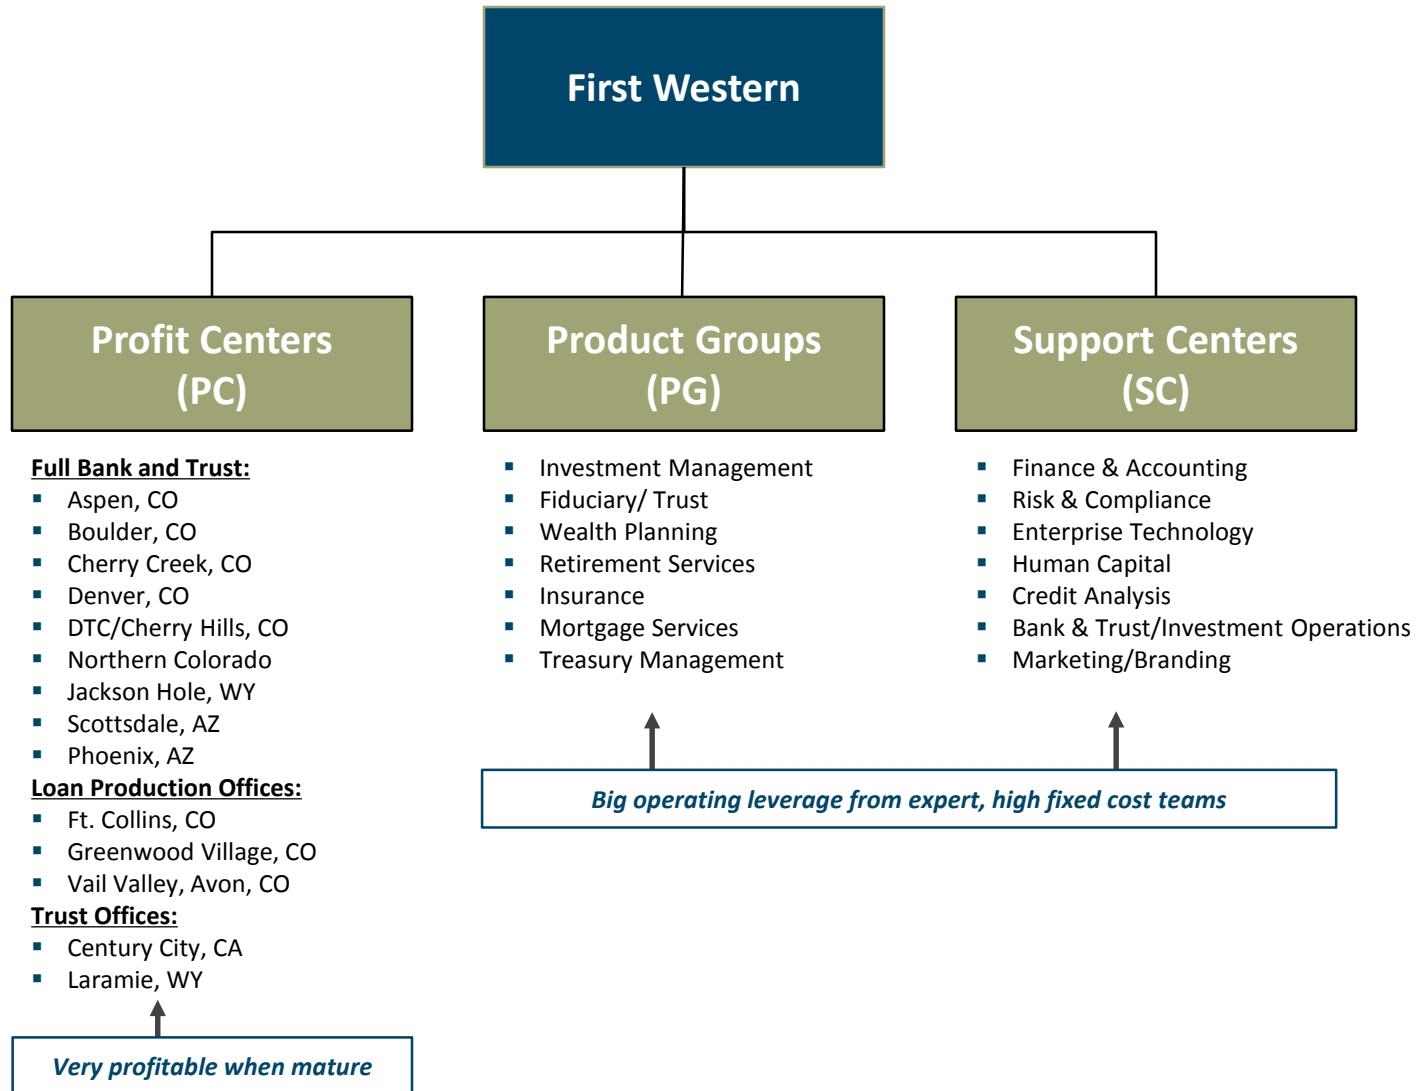 First Western
Profit Centers
(PC)
Full Bank and Trust:
▪ Aspen, CO
▪ Boulder, CO
▪ Cherry Creek, CO
▪ Denver, CO
▪ DTC/Cherry Hills, CO
▪ Northern Colorado
▪ Jackson Hole, WY
▪ Scottsdale, AZ
▪ Phoenix, AZ
Loan Production Offices:
▪ Ft. Collins, CO
▪ Greenwood Village, CO
▪ Vail Valley, Avon, CO
Trust Offices:
▪ Century City, CA
▪ Laramie, WY
Very profitable when mature
Product Groups
(PG)
▪ Investment Management
▪ Fiduciary/ Trust
▪ Wealth Planning
▪ Retirement Services
▪ Insurance
▪ Mortgage Services
▪ Treasury Management
Support Centers
(SC)
▪ Finance & Accounting
▪ Risk & Compliance
▪ Enterprise Technology
▪ Human Capital
▪ Credit Analysis
▪ Bank & Trust/Investment Operations
▪ Marketing/Branding
Big operating leverage from expert, high fixed cost teams